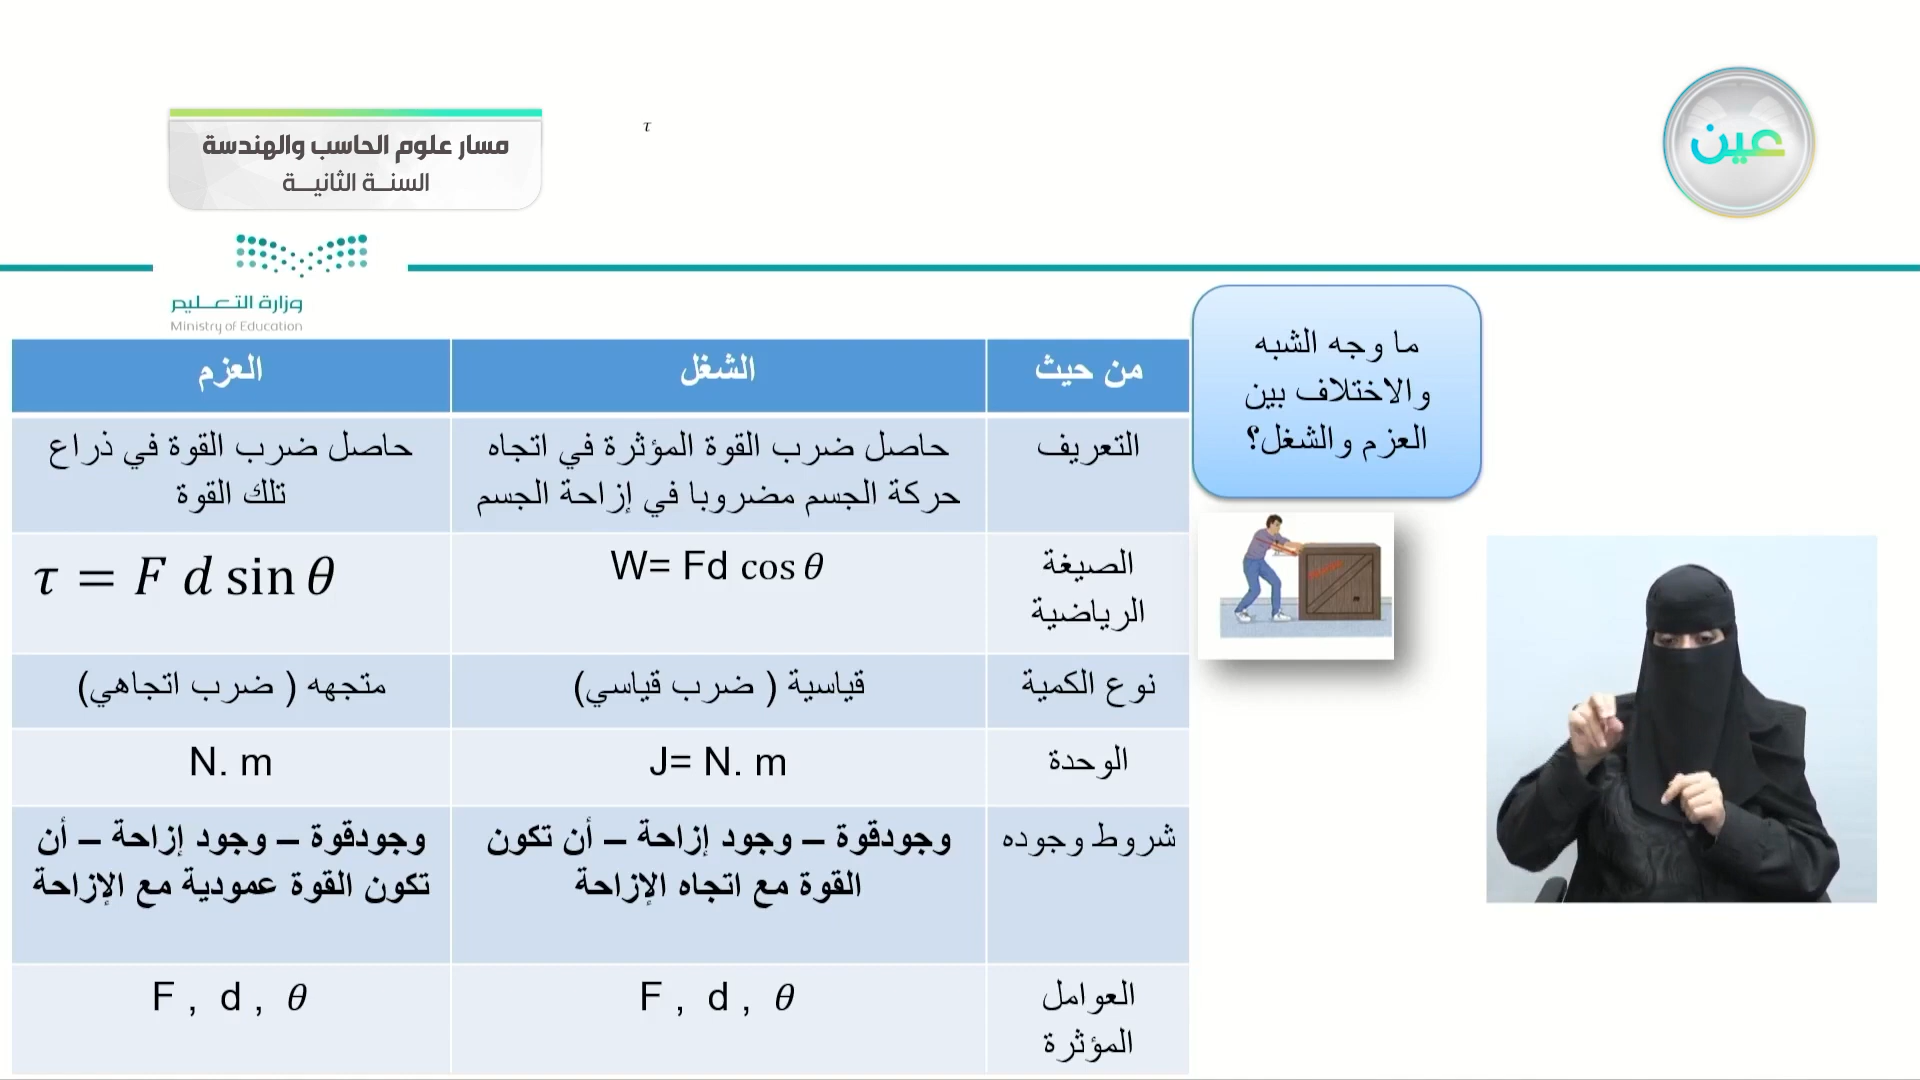 مسار علوم الحاسب والهندسة
السنة الثانية
τ
عين
وزارة التعليم
Ministry of Education
ما وجه الشبه
والاختلاف بين
العزم والشغل؟
من حيث
الشغل
العزم
التعريف
حاصل ضرب القوة المؤثرة في اتجاه
حركة الجسم مضروبا في إزاحة الجسم
حاصل ضرب القوة في ذراع
تلك القوة
الصيغة
الرياضية
W= Fd cos θ
τ = F d sin θ
نوع الكمية
قياسية ( ضرب قياسي)
متجهه ( ضرب اتجاهي)
الوحدة
J= N. m
N. m
شروط وجوده
وجودقوة – وجود إزاحة – أن تكون
القوة مع اتجاه الإزاحة
وجودقوة – وجود إزاحة – أن
تكون القوة عمودية مع الإزاحة
العوامل
المؤثرة
F , d , θ
F , d , θ